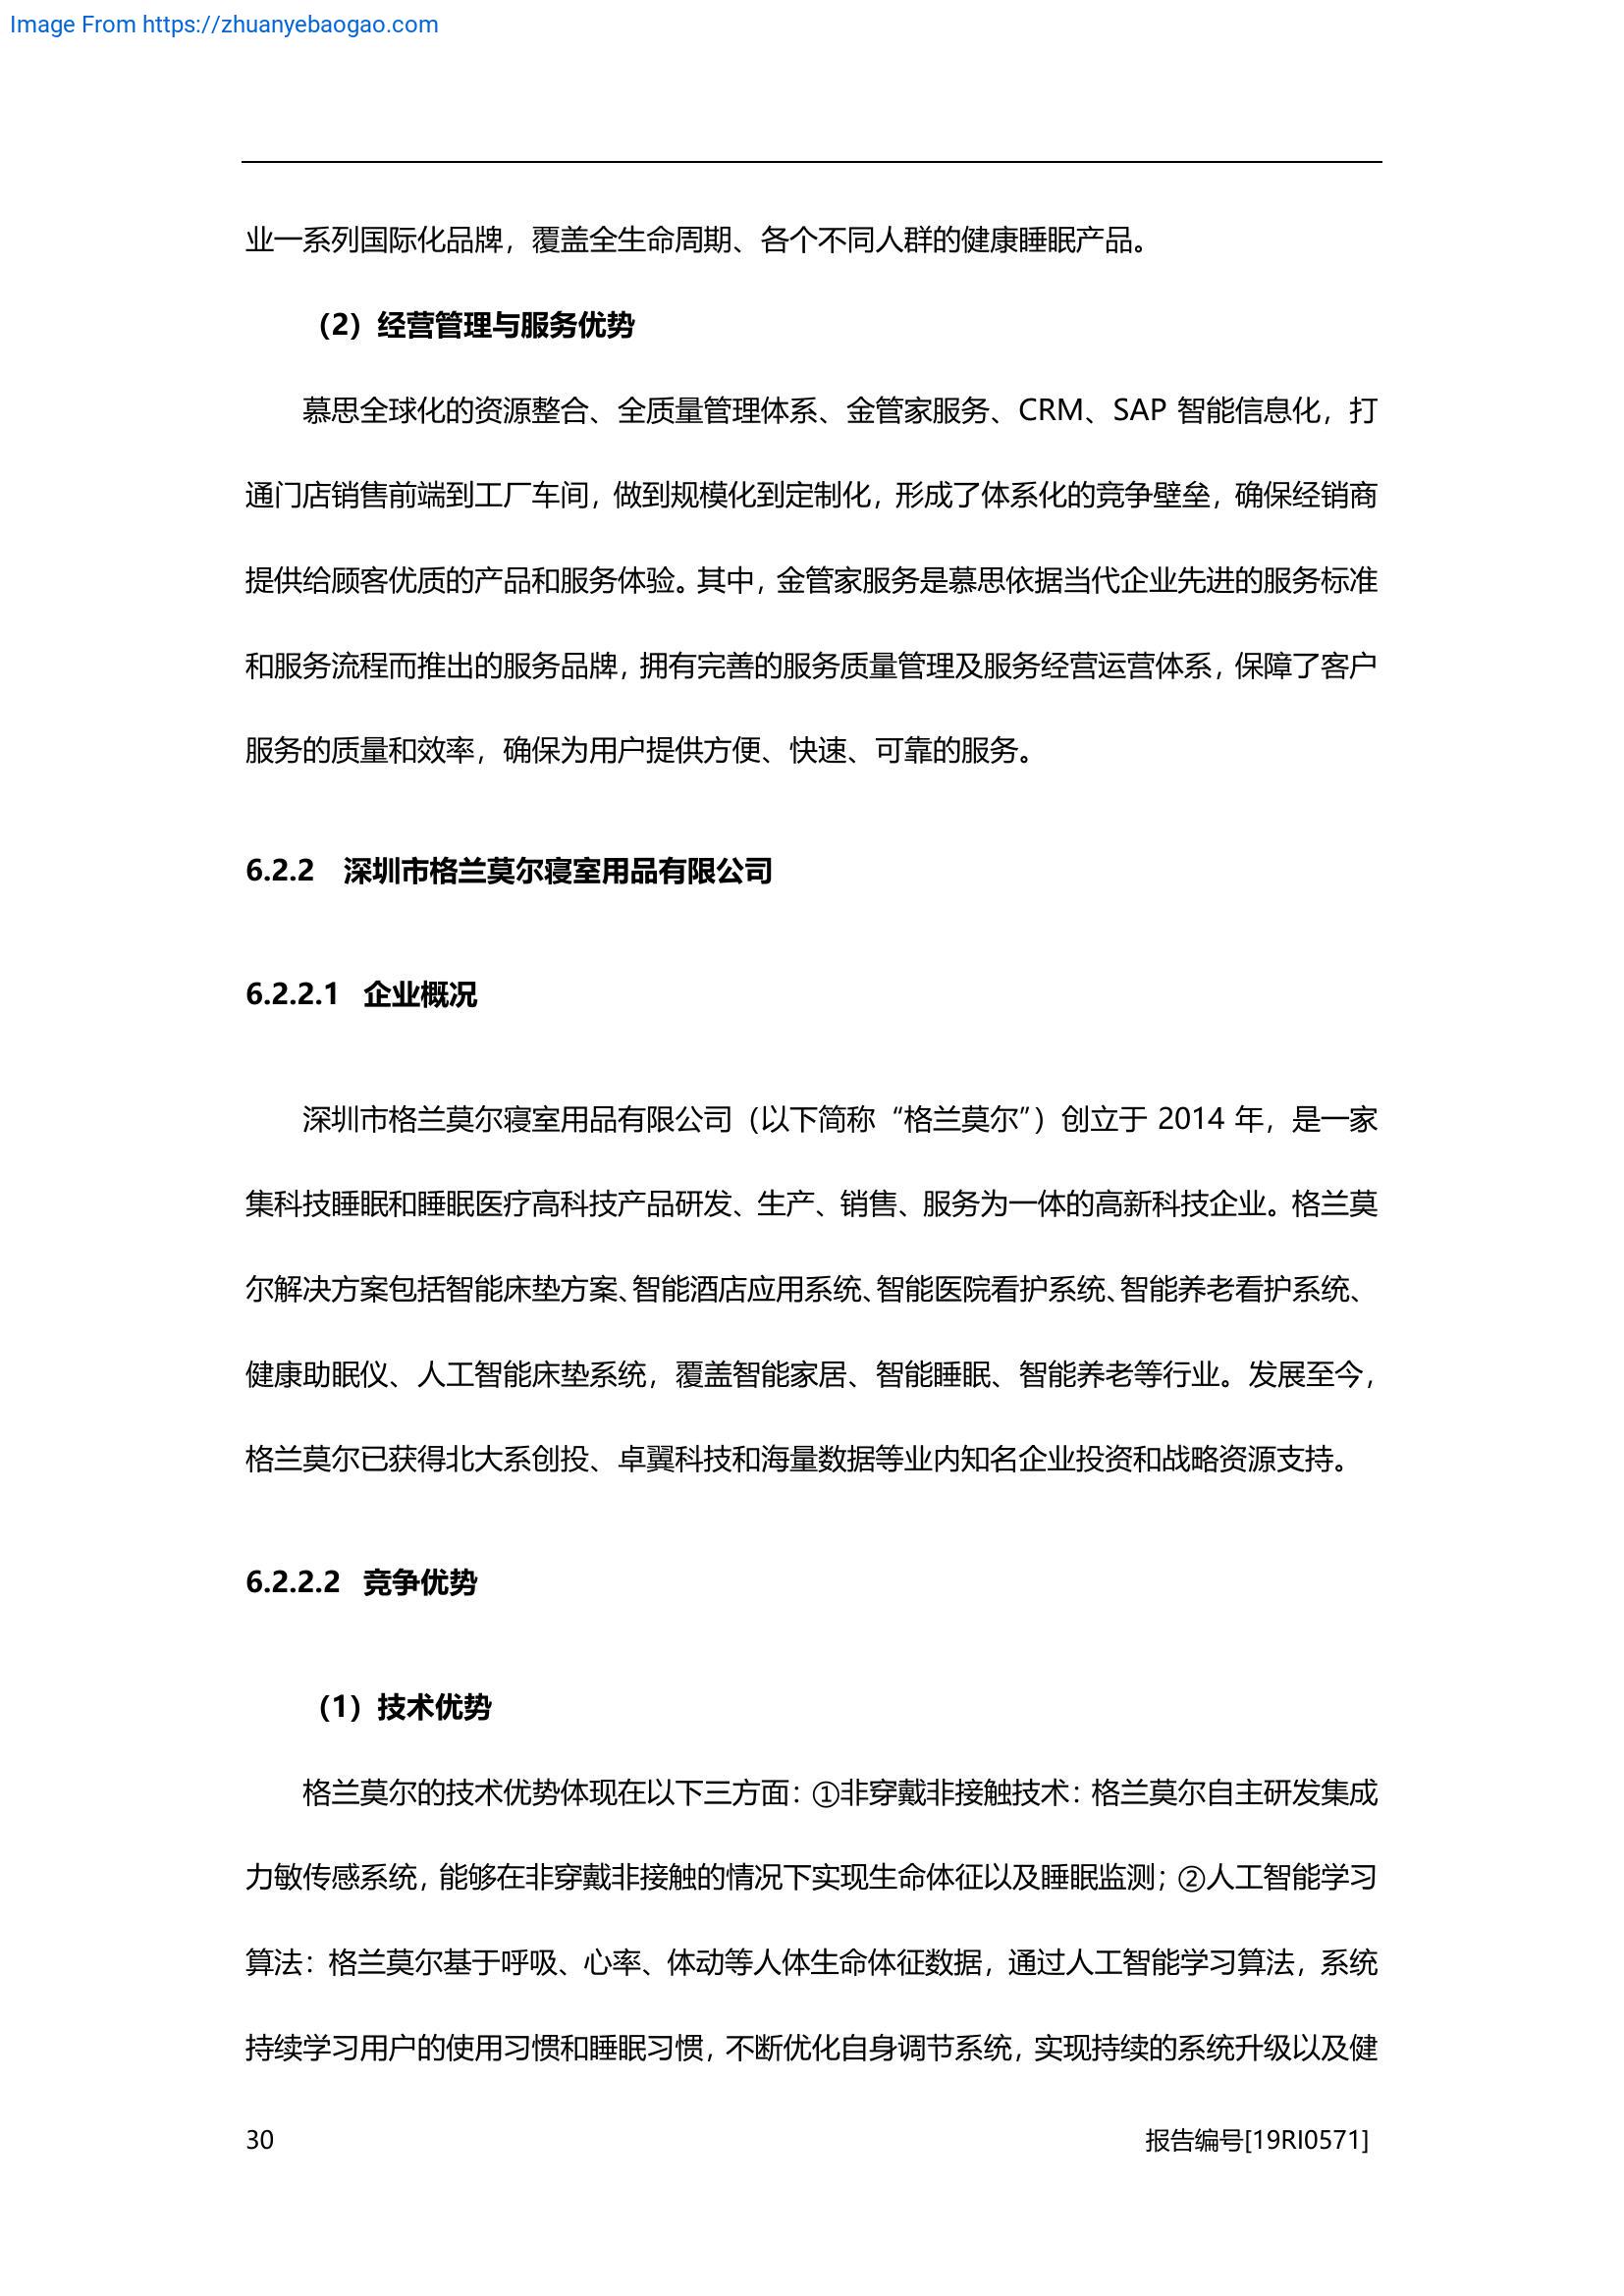 Image From https://zhuanyebaogao.com
业一系列国际化品牌，覆盖全生命周期、各个不同人群的健康睡眠产品。
（2）经营管理与服务优势
慕思全球化的资源整合、全质量管理体系、金管家服务、CRM、SAP 智能信息化，打
通门店销售前端到工厂车间，做到规模化到定制化，形成了体系化的竞争壁垒，确保经销商
提供给顾客优质的产品和服务体验。其中，金管家服务是慕思依据当代企业先进的服务标准
和服务流程而推出的服务品牌，拥有完善的服务质量管理及服务经营运营体系，保障了客户
服务的质量和效率，确保为用户提供方便、快速、可靠的服务。
6.2.2 深圳市格兰莫尔寝室用品有限公司
6.2.2.1 企业概况
深圳市格兰莫尔寝室用品有限公司（以下简称“格兰莫尔”）创立于 2014 年，是一家
集科技睡眠和睡眠医疗高科技产品研发、生产、销售、服务为一体的高新科技企业。格兰莫
尔解决方案包括智能床垫方案、智能酒店应用系统、智能医院看护系统、智能养老看护系统、
健康助眠仪、人工智能床垫系统，覆盖智能家居、智能睡眠、智能养老等行业。发展至今，
格兰莫尔已获得北大系创投、卓翼科技和海量数据等业内知名企业投资和战略资源支持。
6.2.2.2 竞争优势
（1）技术优势
格兰莫尔的技术优势体现在以下三方面：①非穿戴非接触技术：格兰莫尔自主研发集成
力敏传感系统，能够在非穿戴非接触的情况下实现生命体征以及睡眠监测；②人工智能学习
算法：格兰莫尔基于呼吸、心率、体动等人体生命体征数据，通过人工智能学习算法，系统
持续学习用户的使用习惯和睡眠习惯，不断优化自身调节系统，实现持续的系统升级以及健
30
报告编号[19RI0571]